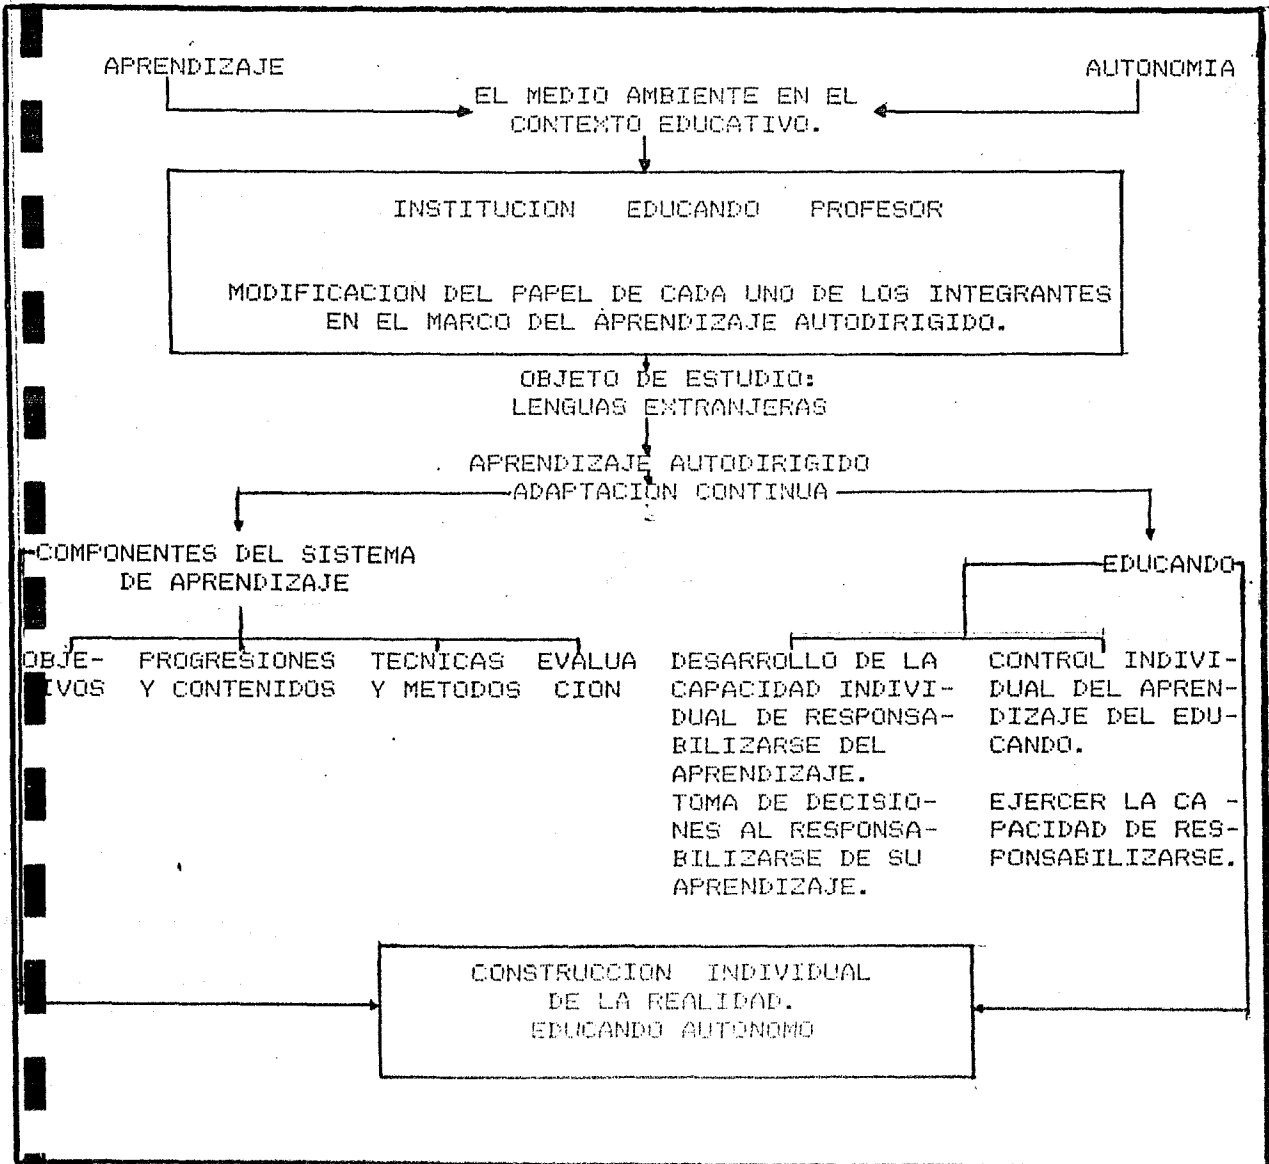 APRENDIZAJE
AUTONOMIA
EL MEDIO AMBIENTE EN EL
CONTEXTO EDUCATIVO.
INSTITUCION EDUCANDO PROFESOR
MODIFICACION DEL PAPEL DE CADA UNO DE LOS INTEGRANTES
EN EL MARCO DEL APRENDIZAJE AUTODIRIGIDO.
OBJETO DE ESTUDIO:
LENGUAS EXTRANJERAS
APRENDIZAJE AUTODIRIGIDO
ADAPTACION CONTINUA
COMPONENTES DEL SISTEMA
DE APRENDIZAJE
EDUCANDO
OBJE-
IVOS
PROGRESIONES
Y CONTENIDOS
TECNICAS
Y METODOS
EVALUA
CION
DESARROLLO DE LA
CAPACIDAD INDIVI-
DUAL DE RESPONSA-
BILIZARSE DEL
APRENDIZAJE.
TOMA DE DECISIO-
NES AL RESPONSA-
BILIZARSE DE SU
APRENDIZAJE.
CONTROL INDIVI-
DUAL DEL APREN-
DIZAJE DEL EDU-
CANDO.
EJERCER LA CA -
PACIDAD DE RES-
PONSABILIZARSE.
CONSTRUCCION INDIVIDUAL
DE LA REALIDAD.
EDUCANDO AUTONOMO